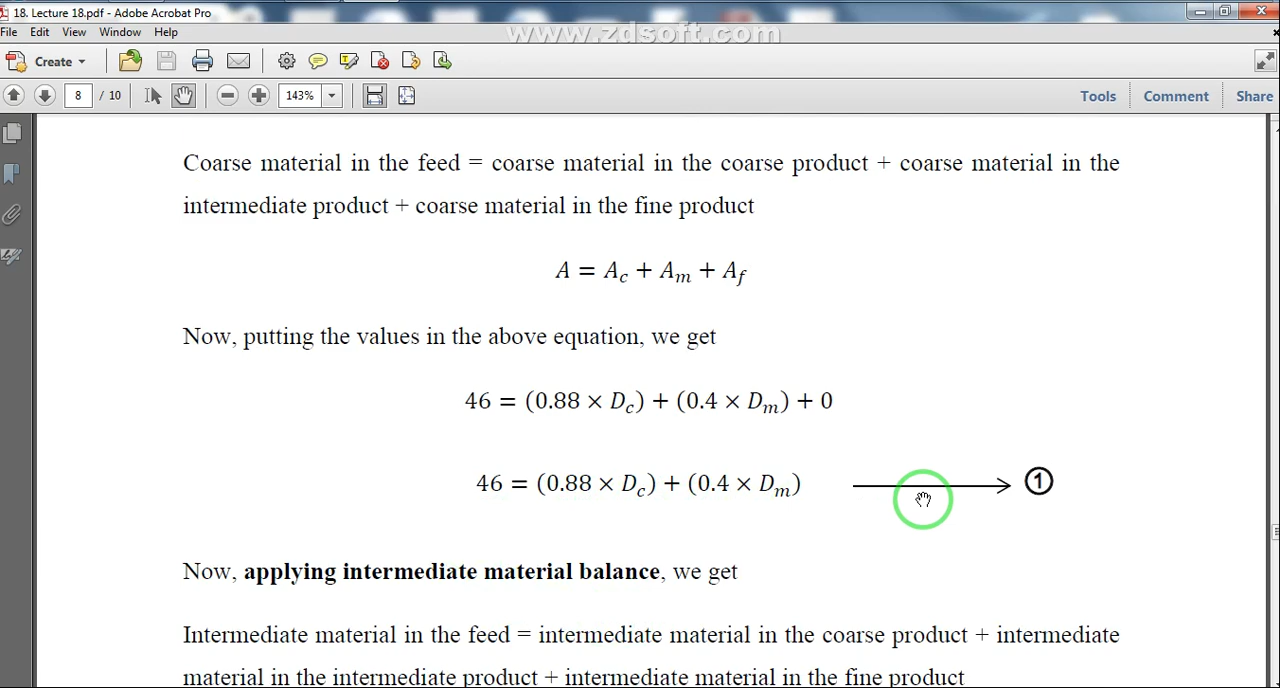 18. Lecture 18.pdf - Adobe Acrobat Pro
www.zdsoft.com
File Edit View Window Help
Create
8 / 10 143% Tools Comment Share
Coarse material in the feed = coarse material in the coarse product + coarse material in the
intermediate product + coarse material in the fine product
A = A_c + A_m + A_f
Now, putting the values in the above equation, we get
46 = (0.88 × D_c) + (0.4 × D_m) + 0
46 = (0.88 × D_c) + (0.4 × D_m) ①
Now, applying intermediate material balance, we get
Intermediate material in the feed = intermediate material in the coarse product + intermediate
material in the intermediate product + intermediate material in the fine product